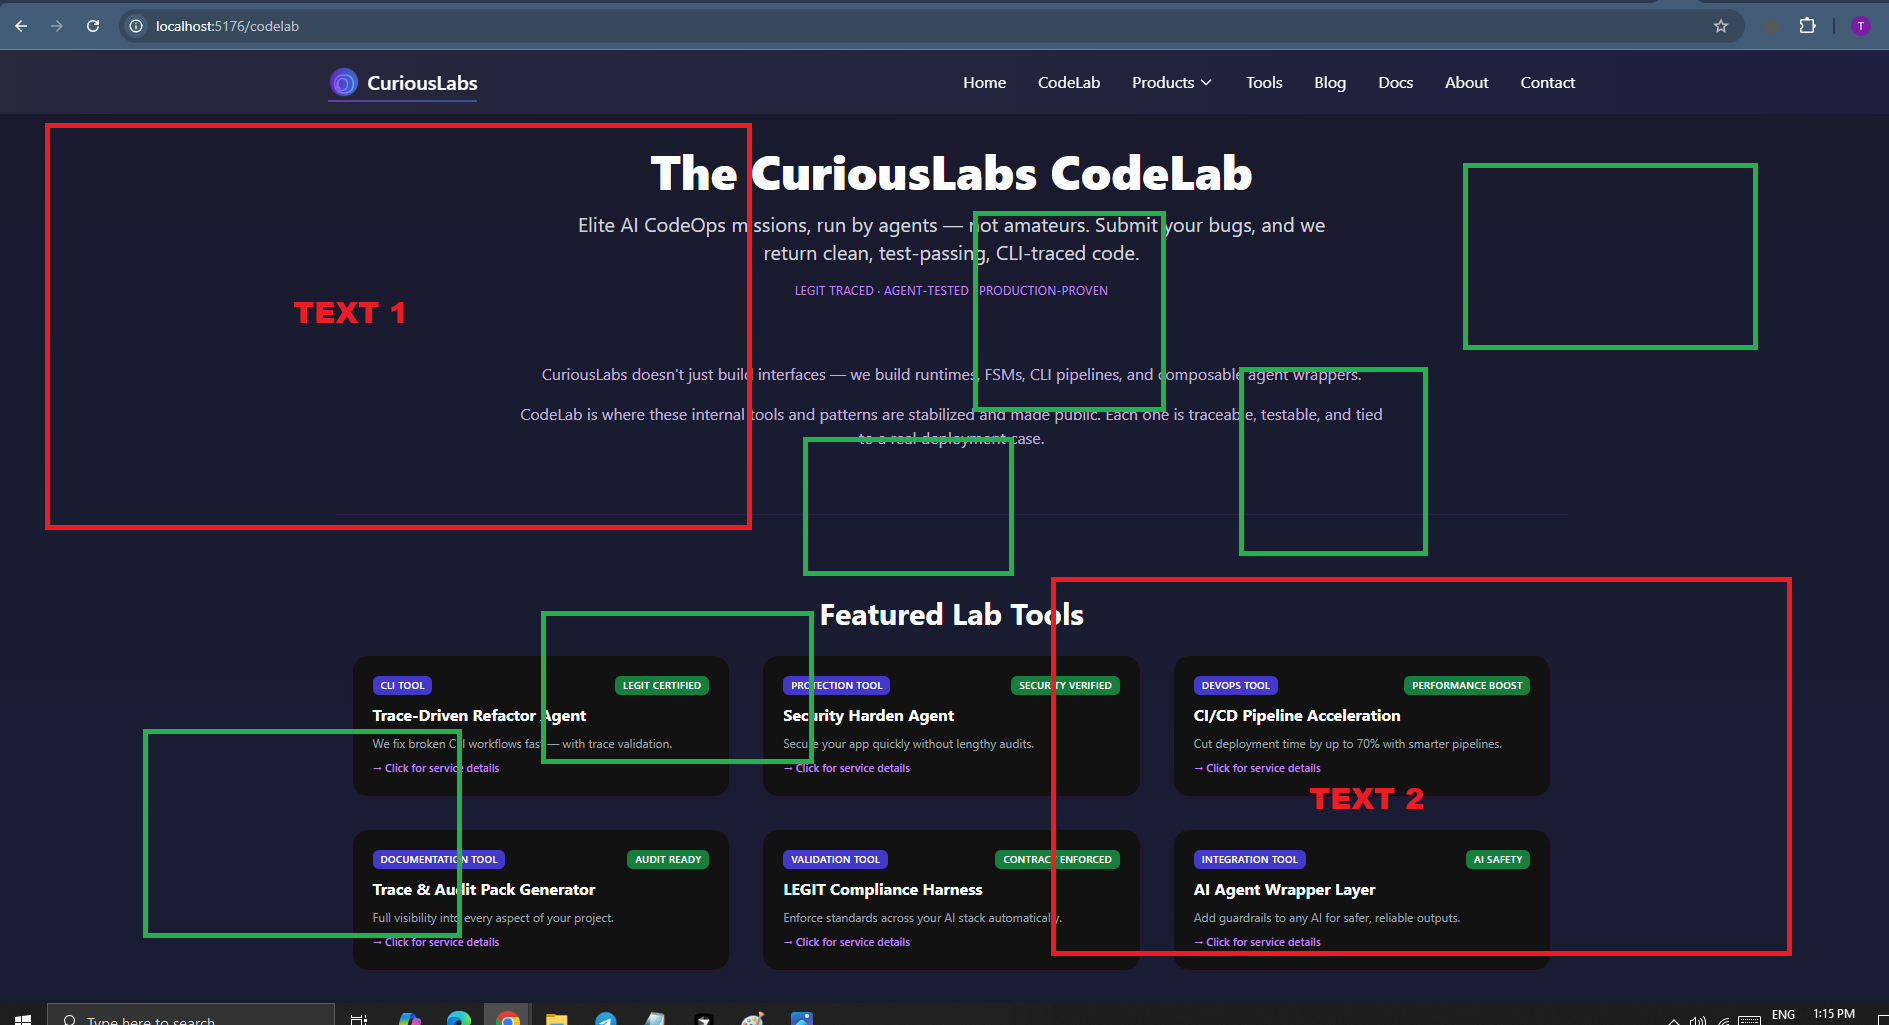 localhost:5176/codelab
T
CuriousLabs
Home CodeLab Products Tools Blog Docs About Contact
The CuriousLabs CodeLab
Elite AI CodeOps missions, run by agents — not amateurs. Submit your bugs, and we
return clean, test-passing, CLI-traced code.
LEGIT TRACED · AGENT-TESTED · PRODUCTION-PROVEN
TEXT 1
CuriousLabs doesn't just build interfaces — we build runtimes, FSMs, CLI pipelines, and composable agent wrappers.
CodeLab is where these internal tools and patterns are stabilized and made public. Each one is traceable, testable, and tied
to a real deployment case.
Featured Lab Tools
CLI TOOL LEGIT CERTIFIED
Trace-Driven Refactor Agent
We fix broken CLI workflows fast — with trace validation.
→ Click for service details
PROTECTION TOOL SECURITY VERIFIED
Security Harden Agent
Secure your app quickly without lengthy audits.
→ Click for service details
DEVOPS TOOL PERFORMANCE BOOST
CI/CD Pipeline Acceleration
Cut deployment time by up to 70% with smarter pipelines.
→ Click for service details
TEXT 2
DOCUMENTATION TOOL AUDIT READY
Trace & Audit Pack Generator
Full visibility into every aspect of your project.
→ Click for service details
VALIDATION TOOL CONTRACT ENFORCED
LEGIT Compliance Harness
Enforce standards across your AI stack automatically.
→ Click for service details
INTEGRATION TOOL AI SAFETY
AI Agent Wrapper Layer
Add guardrails to any AI for safer, reliable outputs.
→ Click for service details
Type here to search
ENG 1:15 PM